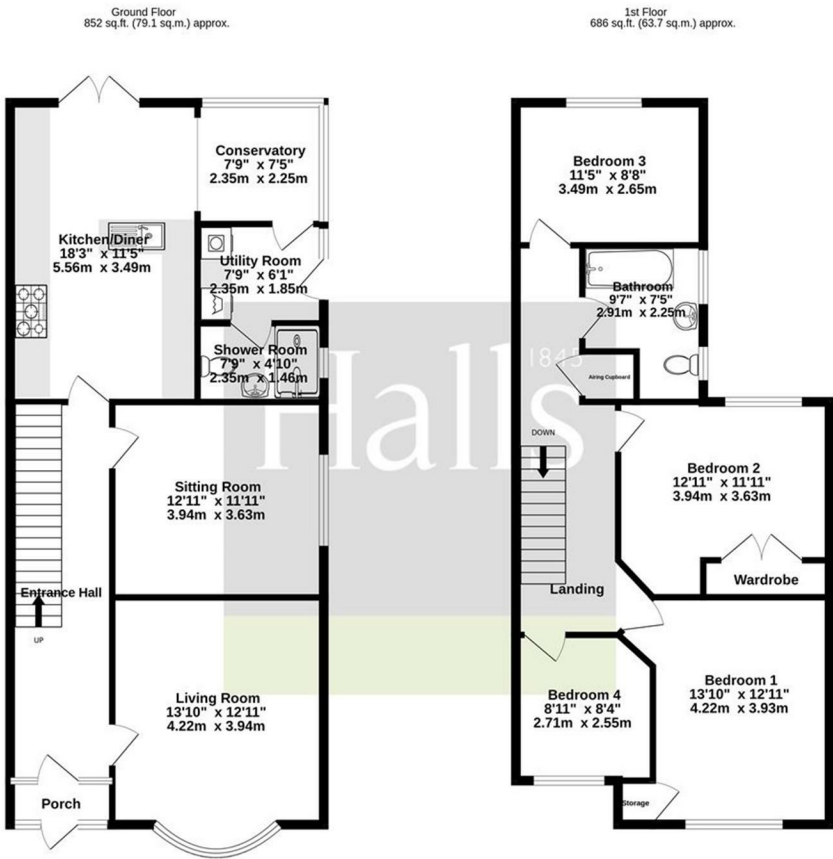 Ground Floor
852 sq.ft. (79.1 sq.m.) approx.
Conservatory
7'9" x 7'5"
2.35m x 2.25m
Kitchen/Diner
18'3" x 11'5"
5.56m x 3.49m
Utility Room
7'9" x 6'1"
2.35m x 1.85m
Shower Room
7'9" x 4'10"
2.35m x 1.46m
Sitting Room
12'11" x 11'11"
3.94m x 3.63m
Entrance Hall
UP
Living Room
13'10" x 12'11"
4.22m x 3.94m
Porch
Halls
1845
1st Floor
686 sq.ft. (63.7 sq.m.) approx.
Bedroom 3
11'5" x 8'8"
3.49m x 2.65m
Bathroom
9'7" x 7'5"
2.91m x 2.25m
Airing Cupboard
DOWN
Bedroom 2
12'11" x 11'11"
3.94m x 3.63m
Wardrobe
Landing
Bedroom 1
13'10" x 12'11"
4.22m x 3.93m
Bedroom 4
8'11" x 8'4"
2.71m x 2.55m
Storage